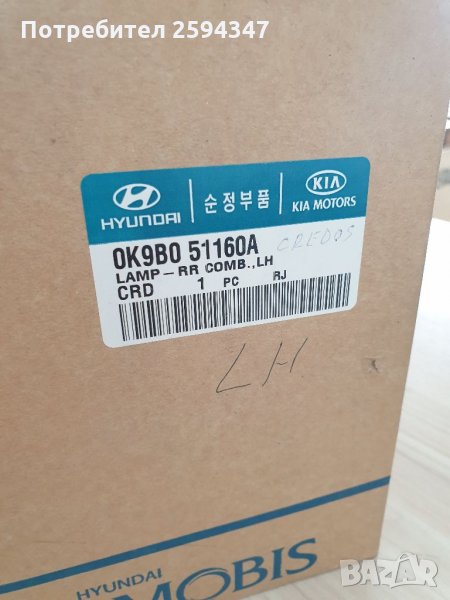 Потребител 2594347
HYUNDAI
순정부품
KIA
KIA MOTORS
0K9B0 51160A CREDOS
LAMP-RR COMB.,LH
CRD 1 PC RJ
LH
HYUNDAI
MOBIS
BAZAR